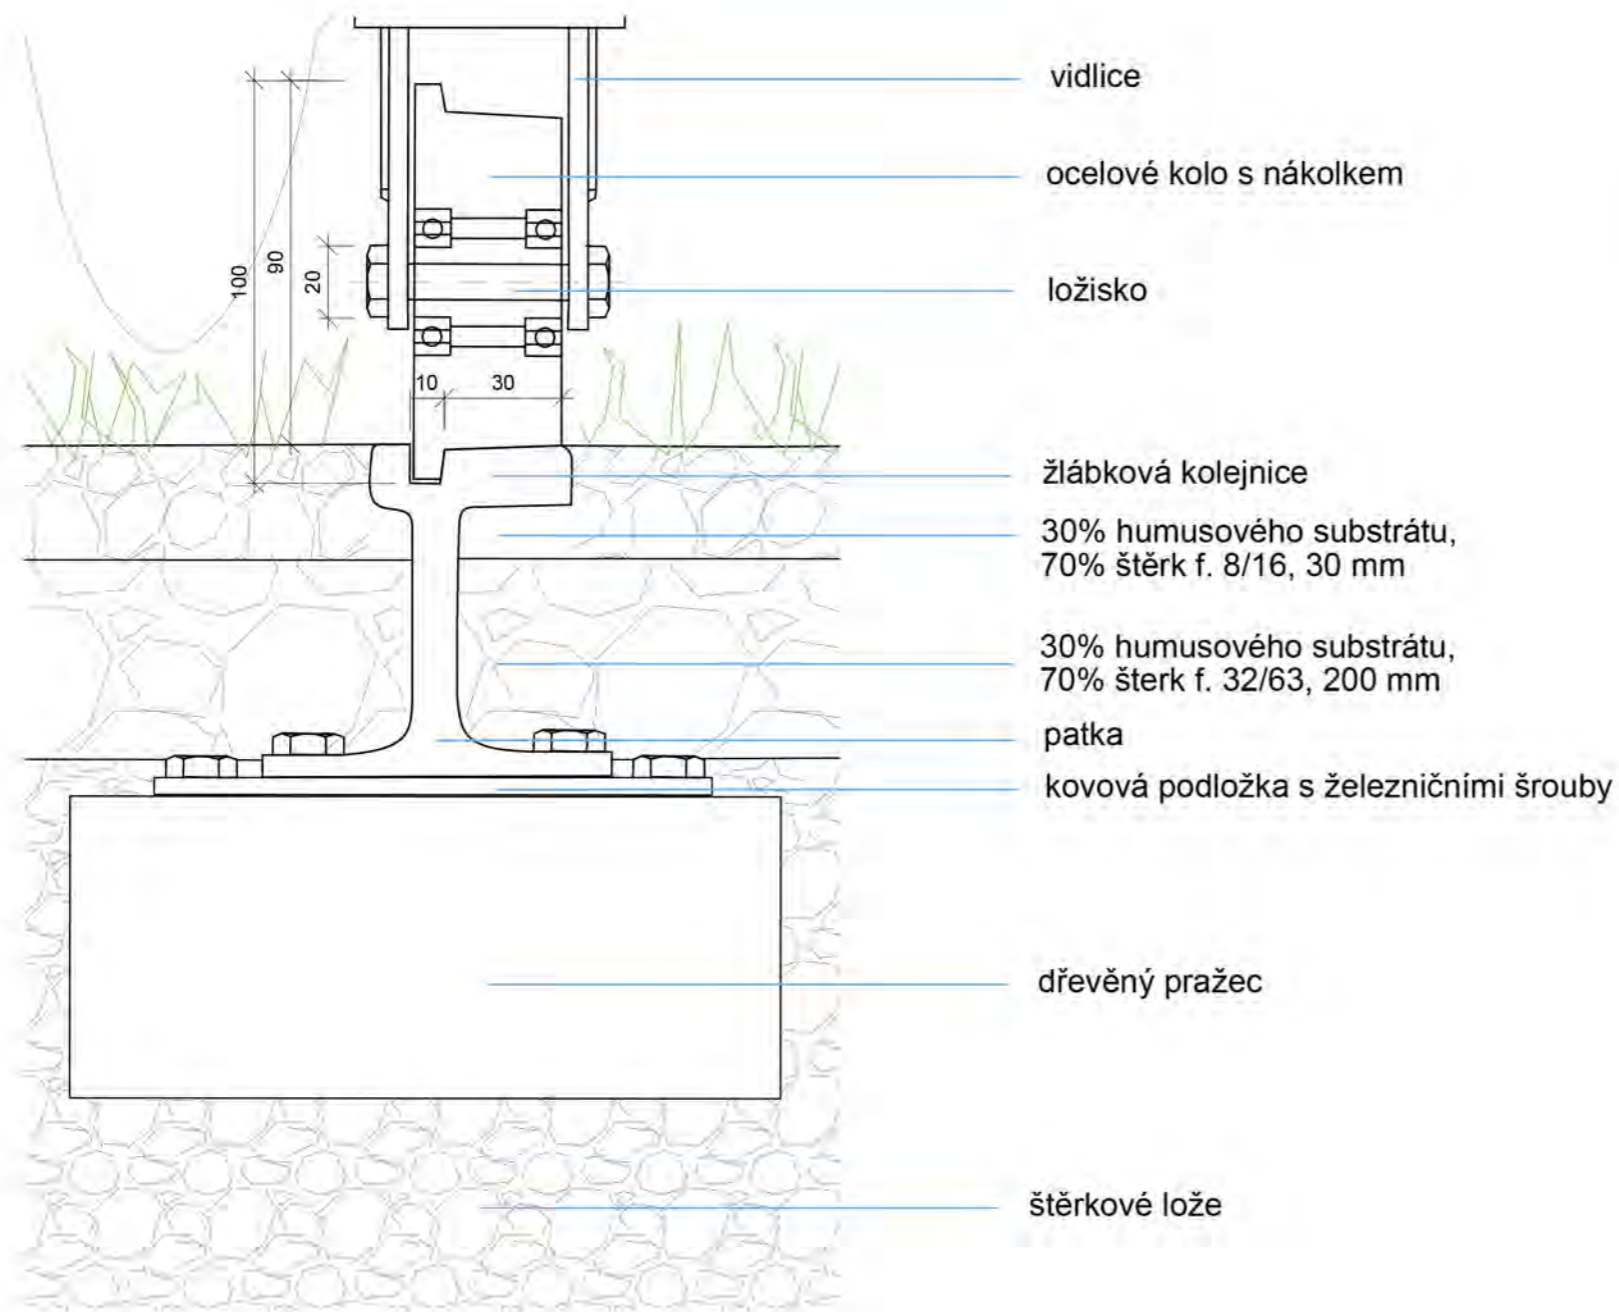 vidlice
ocelové kolo s nákolkem
ložisko
100
90
20
10
30
žlábková kolejnice
30% humusového substrátu,
70% štěrk f. 8/16, 30 mm
30% humusového substrátu,
70% šterk f. 32/63, 200 mm
patka
kovová podložka s železničními šrouby
dřevěný pražec
štěrkové lože